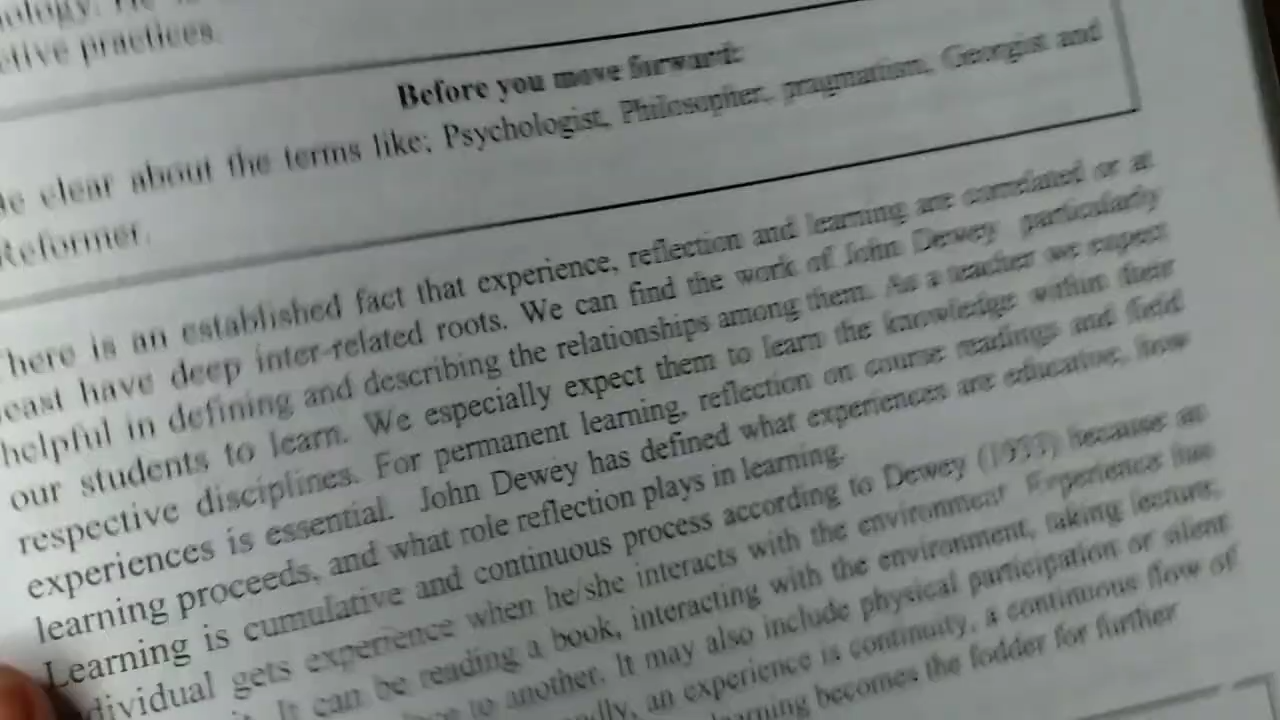 ctive practices.
Before you move forward:
Be clear about the terms like; Psychologist, Philosopher, pragmatism, Georgist and
Reformer.
There is an established fact that experience, reflection and learning are correlated or at
least have deep inter-related roots. We can find the work of John Dewey particularly
helpful in defining and describing the relationships among them. As a teacher we expect
our students to learn. We especially expect them to learn the knowledge within their
respective disciplines. For permanent learning, reflection on course readings and field
experiences is essential. John Dewey has defined what experiences are educative, how
learning proceeds, and what role reflection plays in learning.
Learning is cumulative and continuous process according to Dewey (1933) because an
dividual gets experience when he/she interacts with the environment Experience
It can be reading a book, interacting with the environment, taking lecture,
to another. It may also include physical participation or silent
an experience is continuity, a continuous flow of
becomes the fodder for further